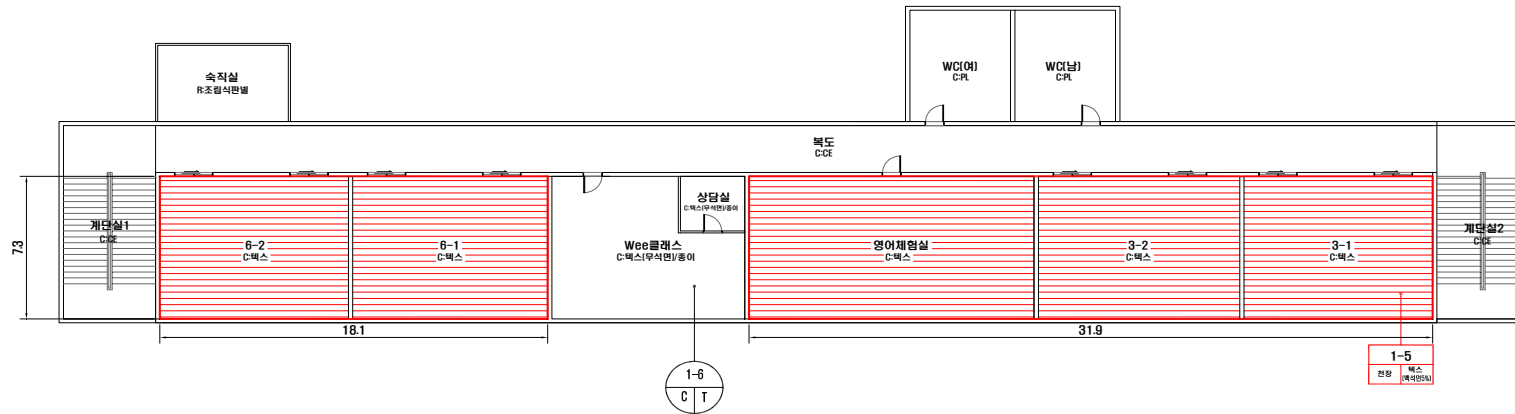 숙직실
R:조립식판넬
WC(여)
C:PL
WC(남)
C:PL
복도
C:CE
계단실1
C:CE
7.3
6-2
C:텍스
6-1
C:텍스
상담실
C:텍스(무석면)/종이
Wee클래스
C:텍스(무석면)/종이
영어체험실
C:텍스
3-2
C:텍스
3-1
C:텍스
계단실2
C:CE
18.1
31.9
1-6
C T
1-5
천장
텍스
(백석면5%)